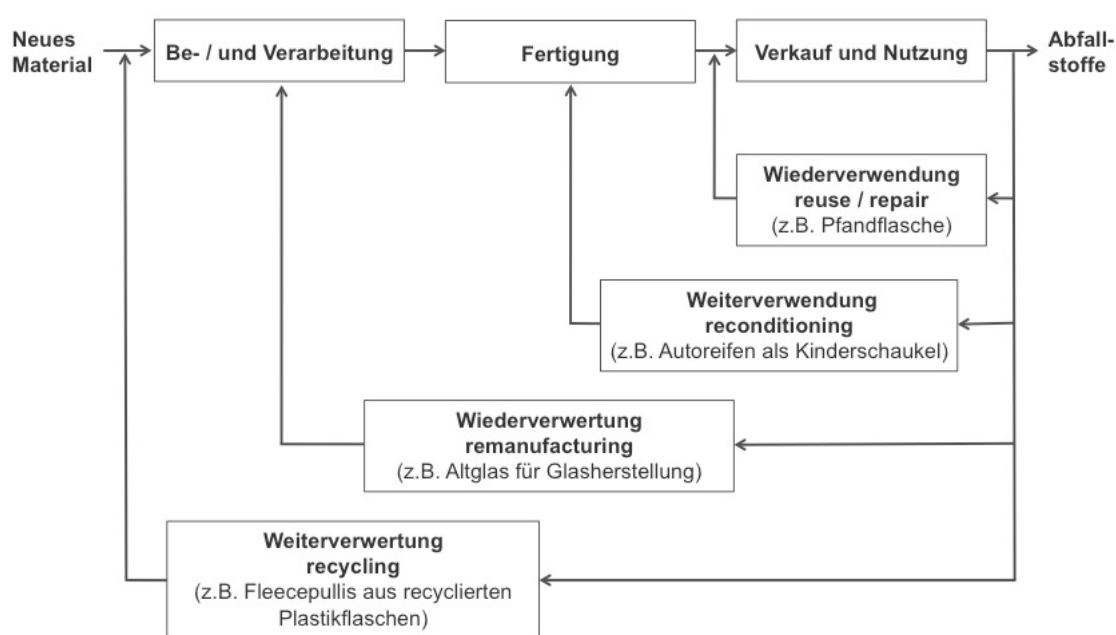 Neues
Material
Be- / und Verarbeitung
Fertigung
Verkauf und Nutzung
Abfall-
stoffe
Wiederverwendung
reuse / repair
(z.B. Pfandflasche)
Weiterverwendung
reconditioning
(z.B. Autoreifen als Kinderschaukel)
Wiederverwertung
remanufacturing
(z.B. Altglas für Glasherstellung)
Weiterverwertung
recycling
(z.B. Fleecepullis aus recyclierten
Plastikflaschen)